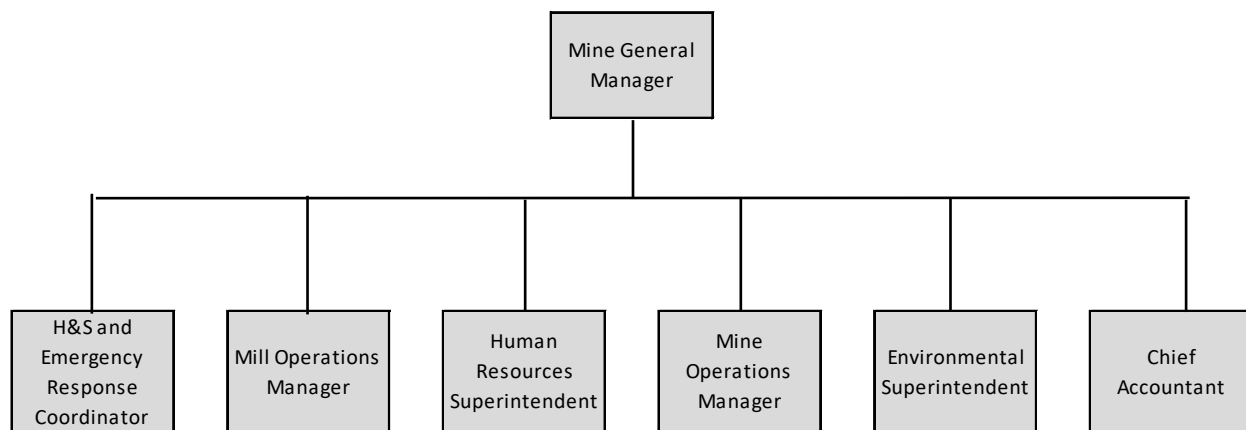 Mine General
Manager
H&S and
Emergency
Response
Coordinator
Mill Operations
Manager
Human
Resources
Superintendent
Mine
Operations
Manager
Environmental
Superintendent
Chief
Accountant